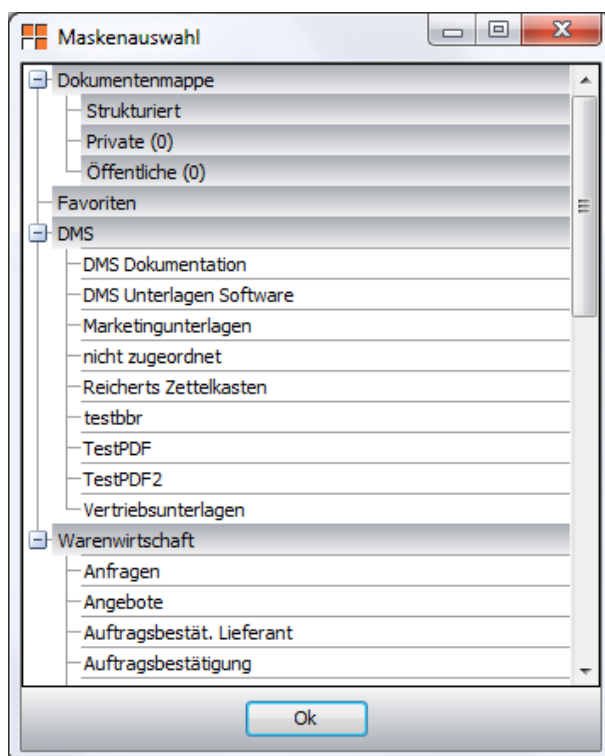 Maskenauswahl
Dokumentenmappe
Strukturiert
Private (0)
Öffentliche (0)
Favoriten
DMS
DMS Dokumentation
DMS Unterlagen Software
Marketingunterlagen
nicht zugeordnet
Reicherts Zettelkasten
testbbr
TestPDF
TestPDF2
Vertriebsunterlagen
Warenwirtschaft
Anfragen
Angebote
Auftragsbestät. Lieferant
Auftragsbestätigung
Ok